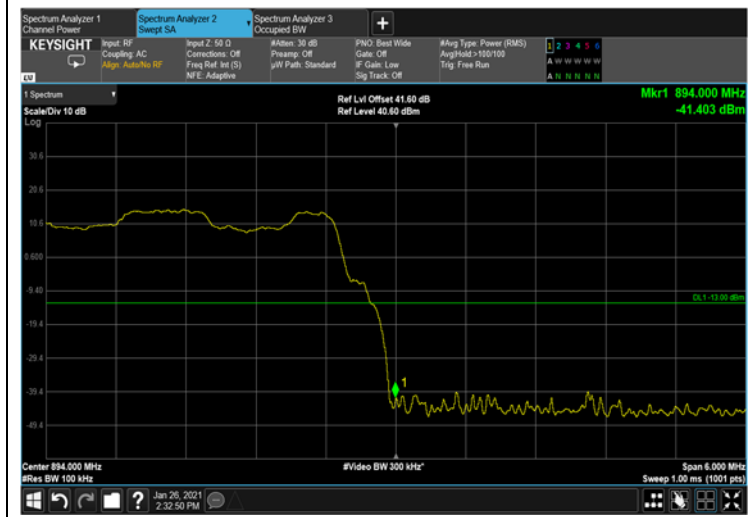 Spectrum Analyzer 1
Channel Power
Spectrum Analyzer 2
Swept SA
Spectrum Analyzer 3
Occupied BW
+
KEYSIGHT
Input: RF
Coupling: AC
Align: Auto/No RF
Input Z: 50 Ω
Corrections: Off
Freq Ref: Int (S)
NFE: Adaptive
#Atten: 30 dB
Preamp: Off
µW Path: Standard
PNO: Best Wide
Gate: Off
IF Gain: Low
Sig Track: Off
#Avg Type: Power (RMS)
Avg|Hold:>100/100
Trig: Free Run
1 2 3 4 5 6
A W W W W W
A N N N N N
1 Spectrum
Scale/Div 10 dB
Log
Ref Lvl Offset 41.60 dB
Ref Level 40.60 dBm
Mkr1 894.000 MHz
-41.403 dBm
30.6
20.6
10.6
0.600
-9.40
DL1 -13.00 dBm
-19.4
-29.4
-39.4
1
-49.4
Center 894.000 MHz
#Res BW 100 kHz
#Video BW 300 kHz*
Span 6.000 MHz
Sweep 1.00 ms (1001 pts)
?
Jan 26, 2021
2:32:50 PM